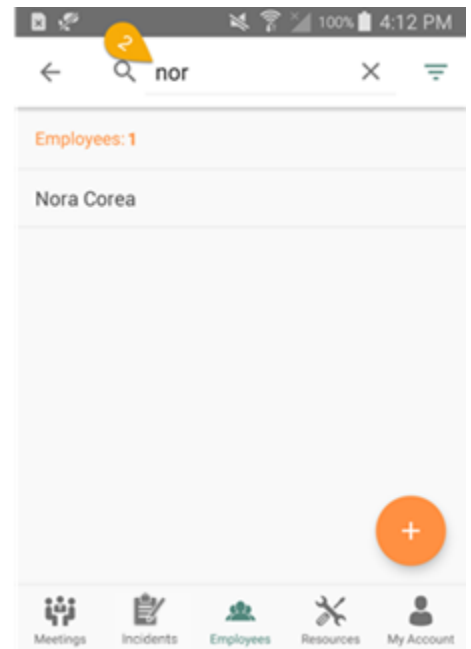 100% 4:12 PM
2
nor
Employees: 1
Nora Corea
+
Meetings Incidents Employees Resources My Account